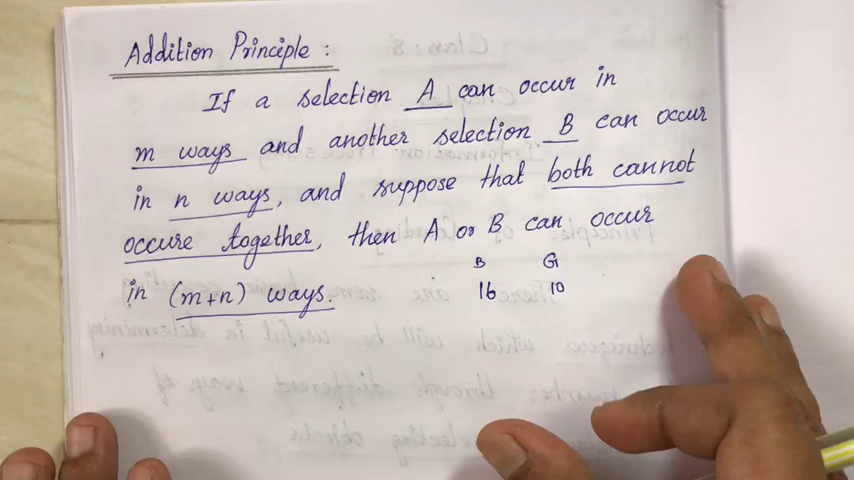 Addition Principle :
If a selection A can occur in
m ways and another selection B can occur
in n ways, and suppose that both cannot
occure together, then A or B can occur
in (m+n) ways.
B G
16 10